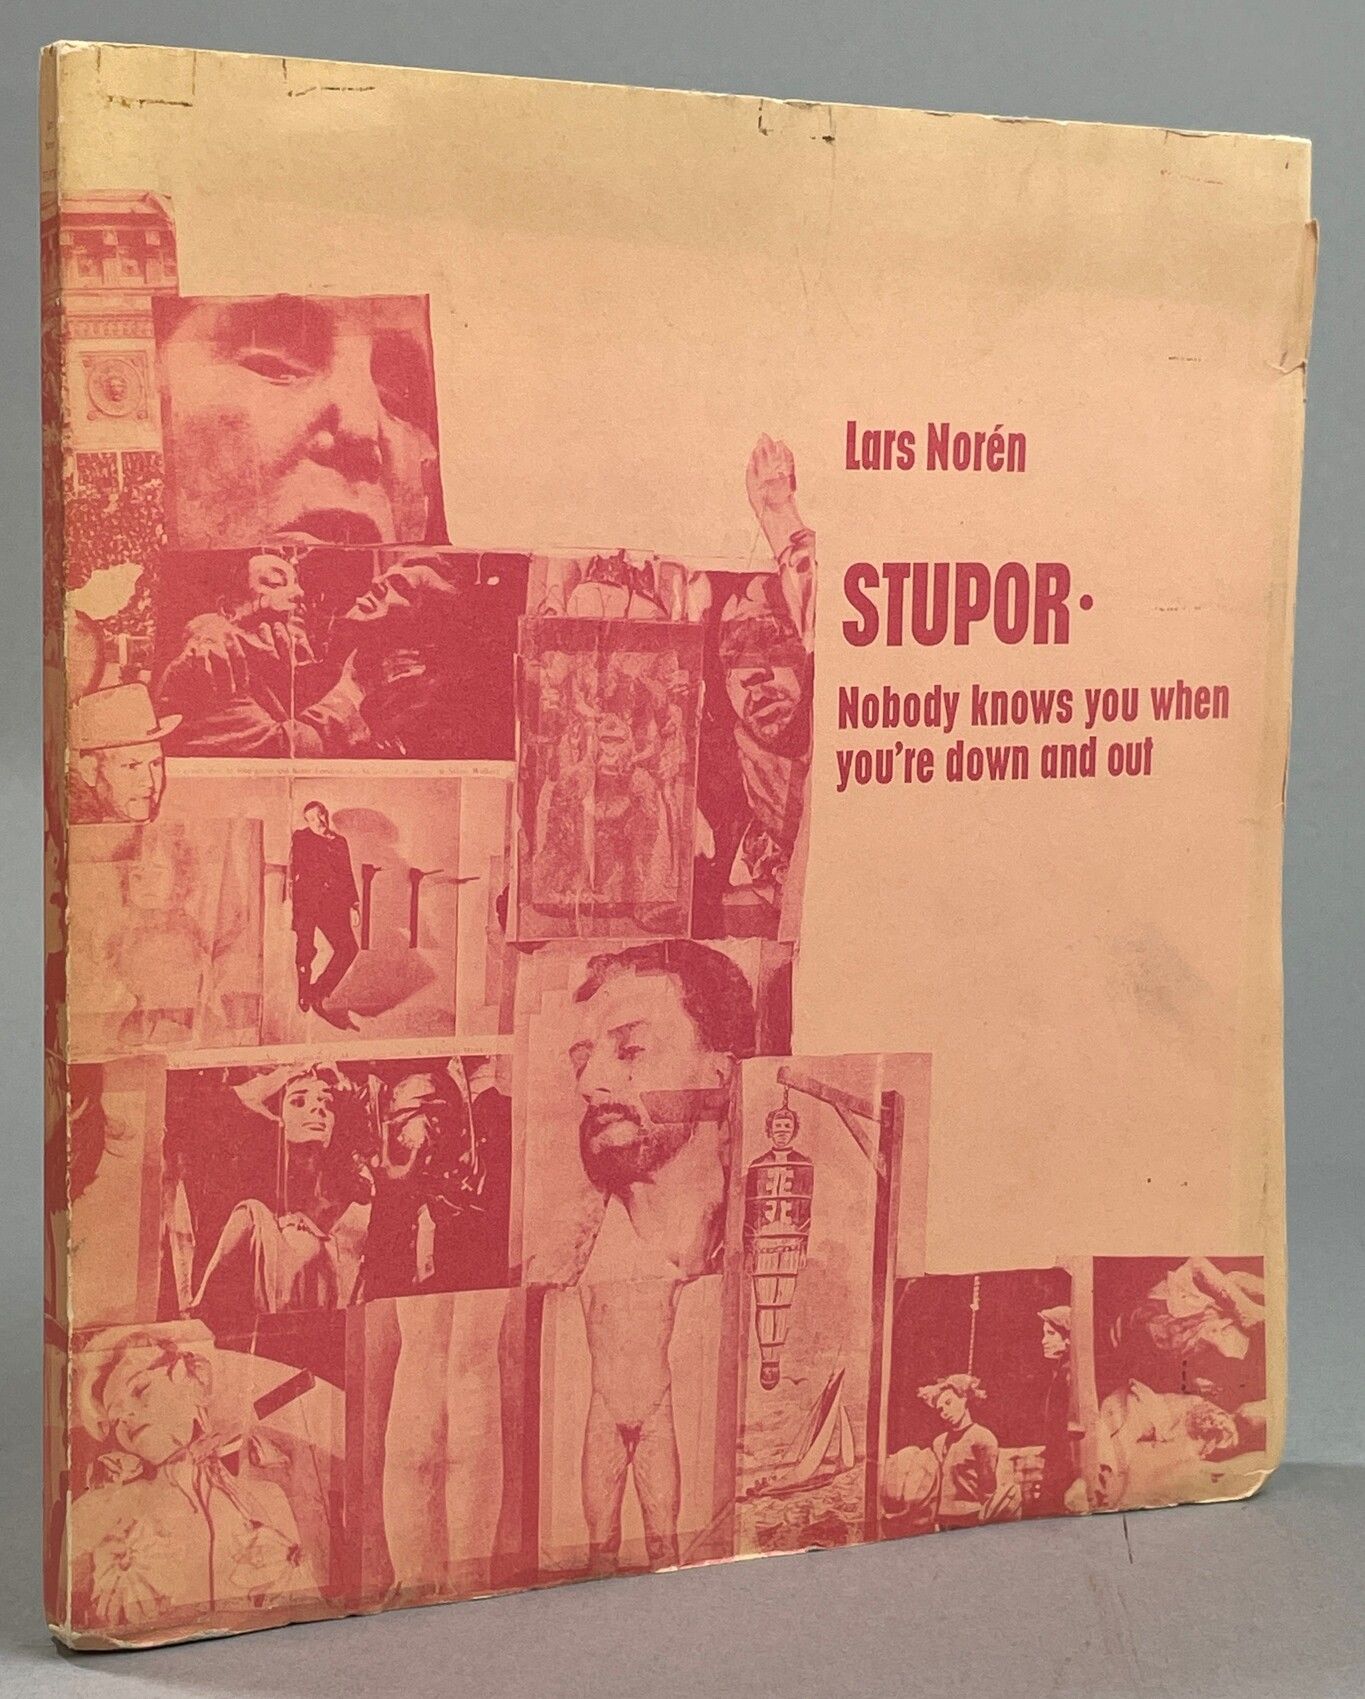 Lars Norén
STUPOR·
Nobody knows you when
you're down and out